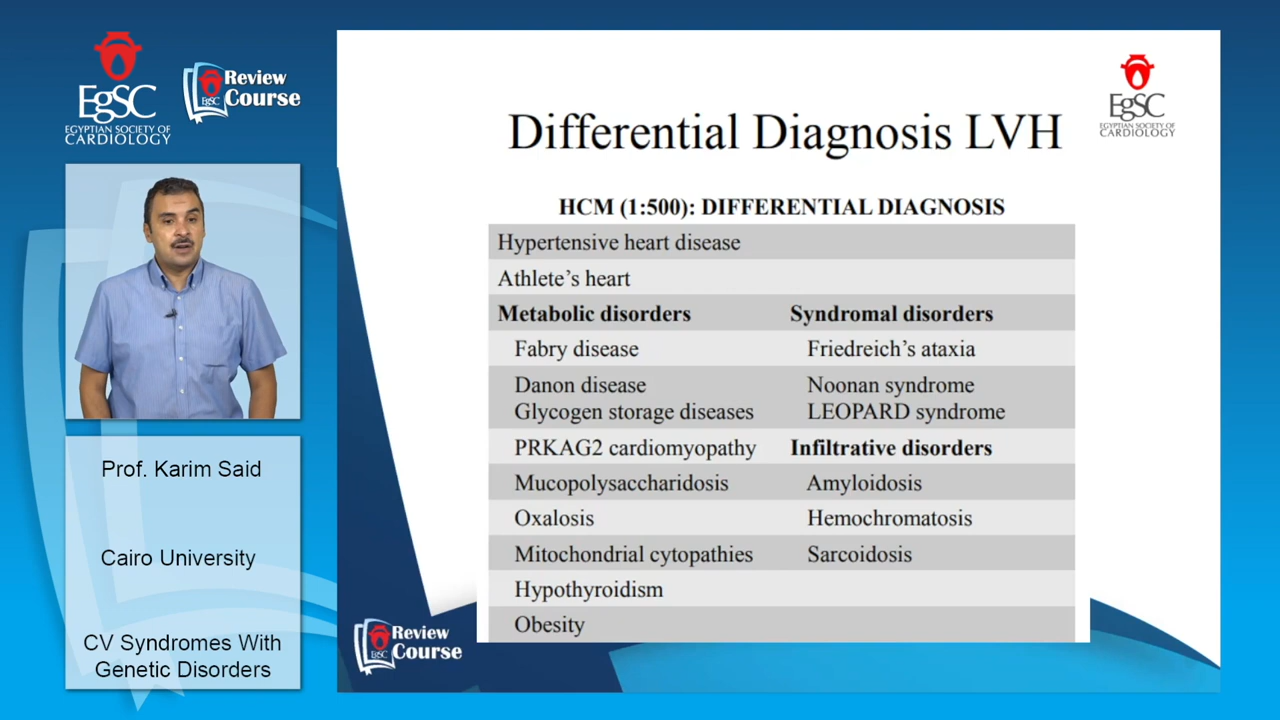 EgSC
EGYPTIAN SOCIETY OF
CARDIOLOGY
EgSC
Review
Course
Prof. Karim Said
Cairo University
CV Syndromes With
Genetic Disorders
EgSC
EGYPTIAN SOCIETY OF
CARDIOLOGY
Differential Diagnosis LVH
HCM (1:500): DIFFERENTIAL DIAGNOSIS
Hypertensive heart disease
Athlete’s heart
Metabolic disorders Syndromal disorders
Fabry disease Friedreich’s ataxia
Danon disease Noonan syndrome
Glycogen storage diseases LEOPARD syndrome
PRKAG2 cardiomyopathy Infiltrative disorders
Mucopolysaccharidosis Amyloidosis
Oxalosis Hemochromatosis
Mitochondrial cytopathies Sarcoidosis
Hypothyroidism
Obesity
EgSC
Review
Course